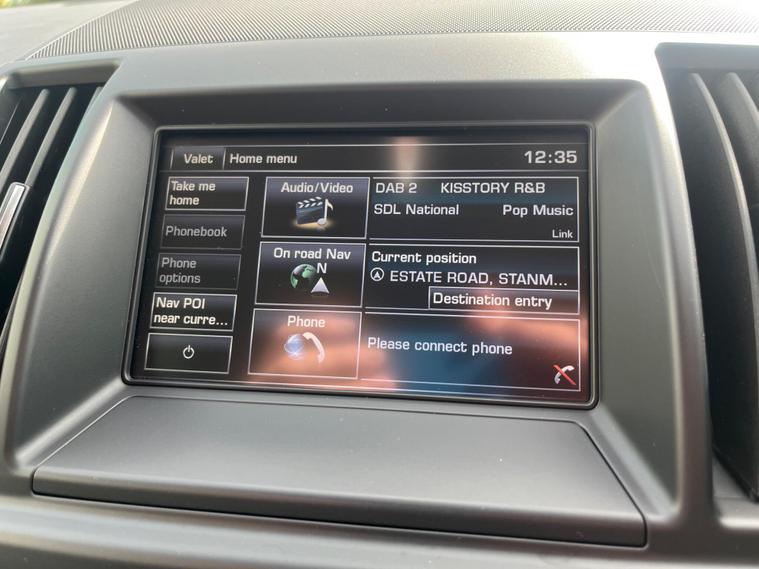 Valet Home menu 12:35
Take me
home
Phonebook
Phone
options
Nav POI
near curre...
Audio/Video
DAB 2 KISSTORY R&B
SDL National Pop Music
Link
On road Nav
N
Current position
ESTATE ROAD, STANM...
Destination entry
Phone
Please connect phone